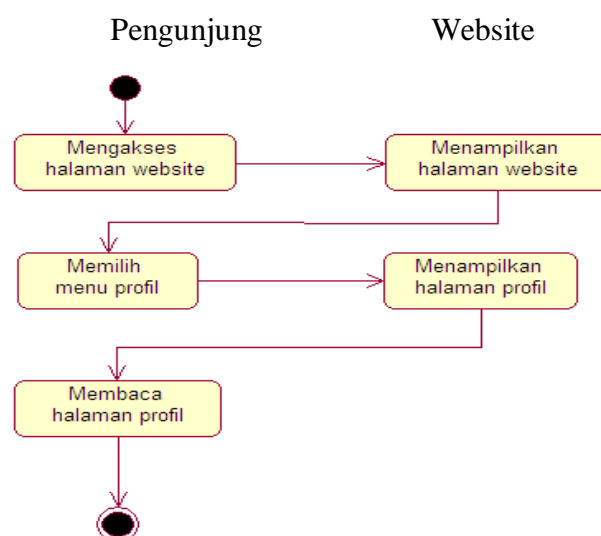 Pengunjung
Website
Mengakses
halaman website
Menampilkan
halaman website
Memilih
menu profil
Menampilkan
halaman profil
Membaca
halaman profil